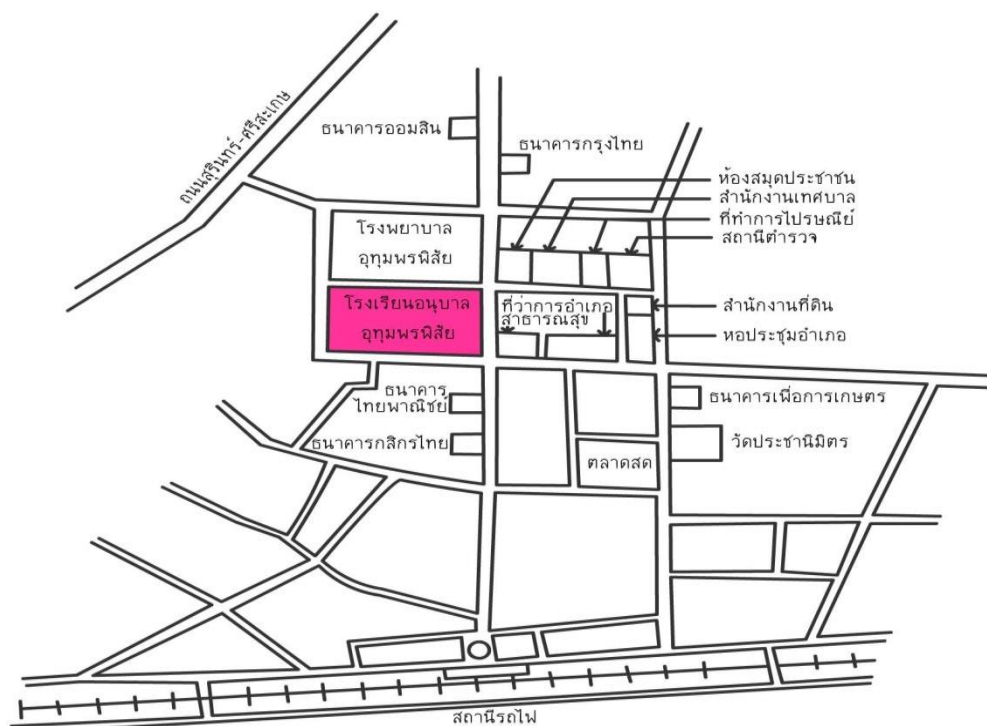 ถนนสุรินทร์-ศรีสะเกษ
ธนาคารออมสิน
ธนาคารกรุงไทย
ห้องสมุดประชาชน
สำนักงานเทศบาล
ที่ทำการไปรษณีย์
สถานีตำรวจ
โรงพยาบาล
อุทุมพรพิสัย
โรงเรียนอนุบาล
อุทุมพรพิสัย
ที่ว่าการอำเภอ
สาธารณสุข
สำนักงานที่ดิน
หอประชุมอำเภอ
ธนาคาร
ไทยพาณิชย์
ธนาคารเพื่อการเกษตร
ธนาคารกสิกรไทย
วัดประชานิมิตร
ตลาดสด
สถานีรถไฟ